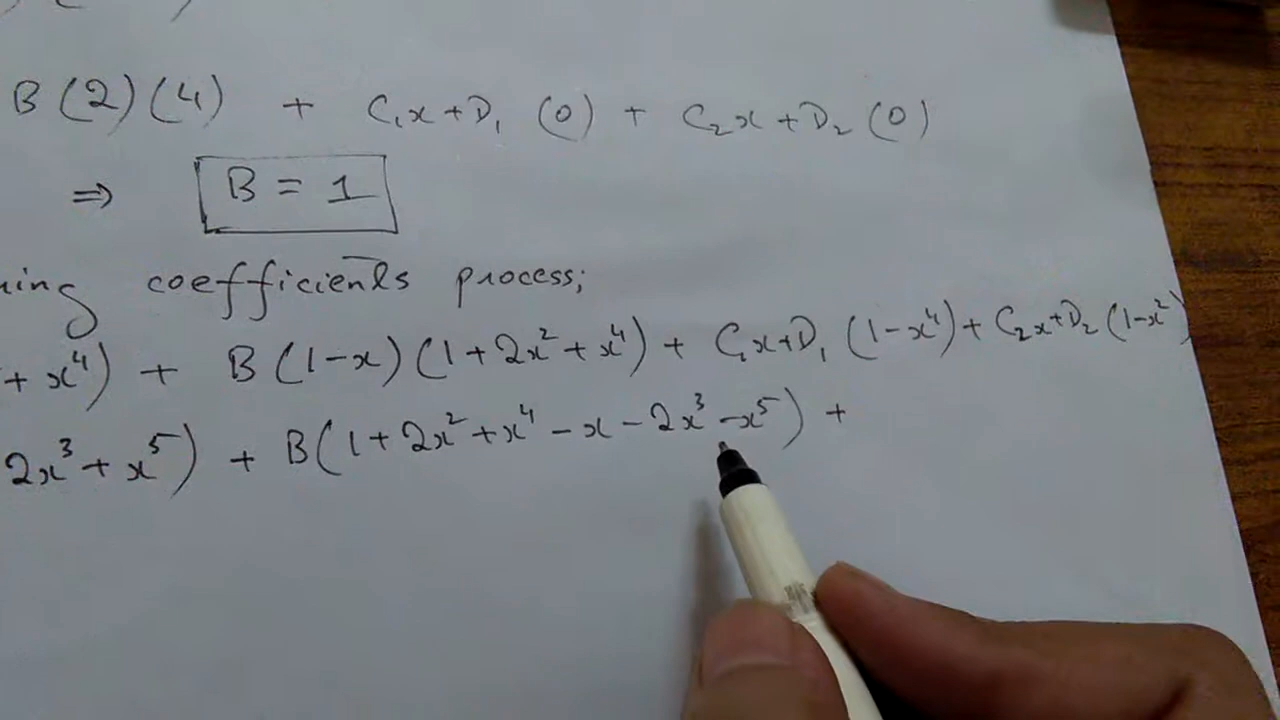 B (2) (4) + C₁x + D₁ (0) + C₂x + D₂ (0)
⇒ B = 1
coefficients process;
+ x⁴) + B (1-x) (1 + 2x² + x⁴) + C₁x + D₁ (1-x⁴) + C₂x + D₂ (1-x²)
2x³ + x⁵) + B (1 + 2x² + x⁴ - x - 2x³ - x⁵) +